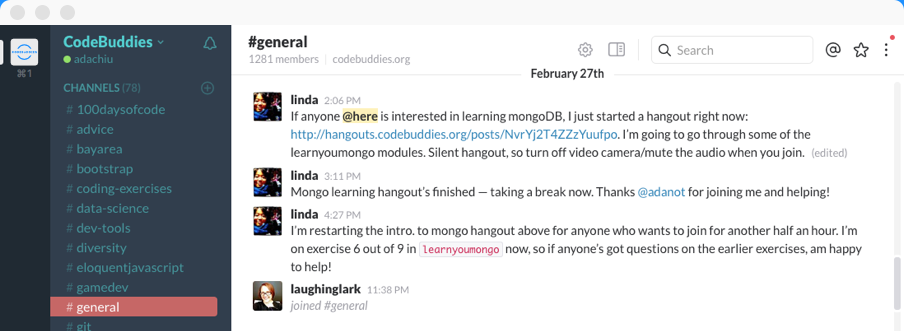 CodeBuddies
adachiu
⌘1
CHANNELS (78)
# 100daysofcode
# advice
# bayarea
# bootstrap
# coding-exercises
# data-science
# dev-tools
# diversity
# eloquentjavascript
# gamedev
# general
# git
#general
1281 members | codebuddies.org
Search
February 27th
linda 2:06 PM
If anyone @here is interested in learning mongoDB, I just started a hangout right now:
http://hangouts.codebuddies.org/posts/NvrYj2T4ZZzYuufpo. I'm going to go through some of the
learnyoumongo modules. Silent hangout, so turn off video camera/mute the audio when you join. (edited)
linda 3:11 PM
Mongo learning hangout's finished — taking a break now. Thanks @adanot for joining me and helping!
linda 4:27 PM
I'm restarting the intro. to mongo hangout above for anyone who wants to join for another half an hour. I'm
on exercise 6 out of 9 in learnyoumongo now, so if anyone's got questions on the earlier exercises, am happy
to help!
laughinglark 11:38 PM
joined #general